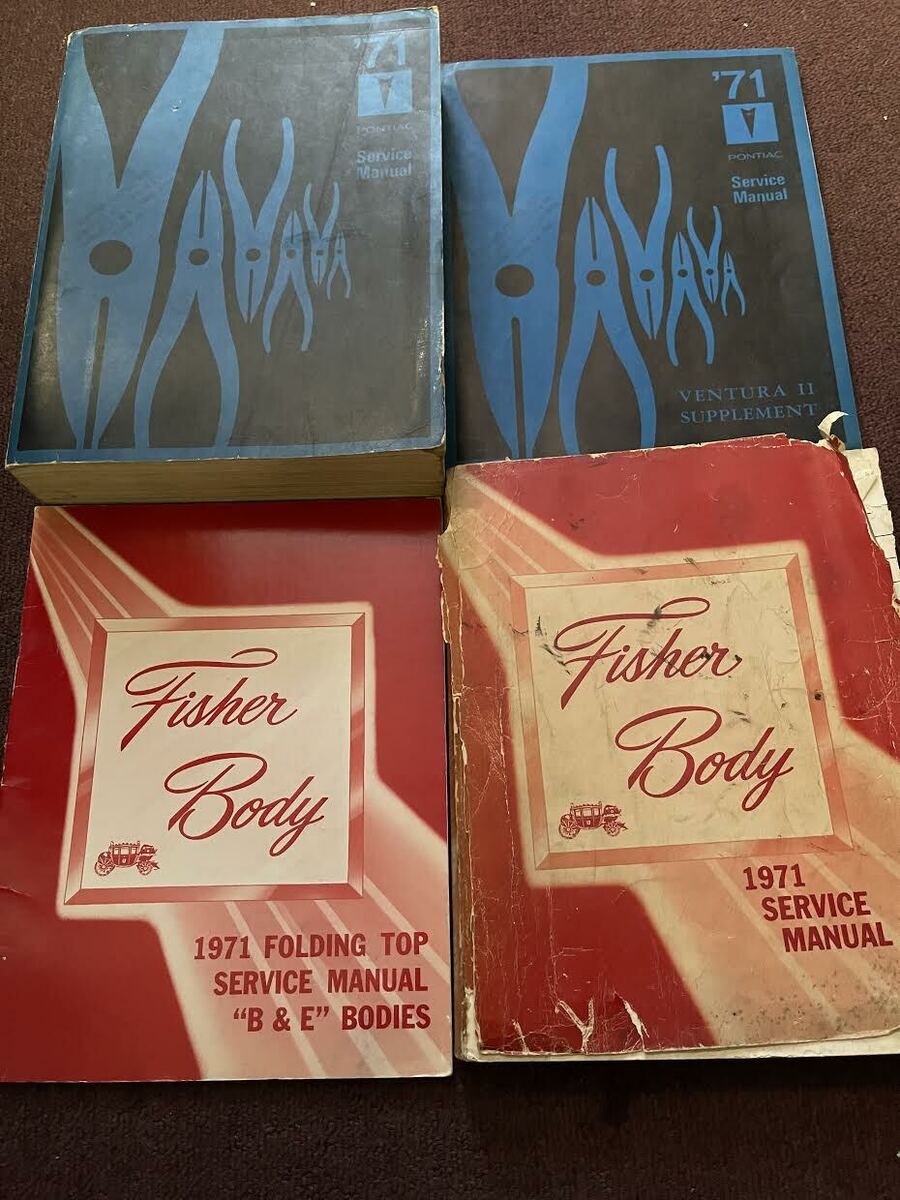 '71
PONTIAC
Service
Manual
'71
PONTIAC
Service
Manual
VENTURA II
SUPPLEMENT
Fisher
Body
1971 FOLDING TOP
SERVICE MANUAL
"B & E" BODIES
Fisher
Body
1971
SERVICE
MANUAL